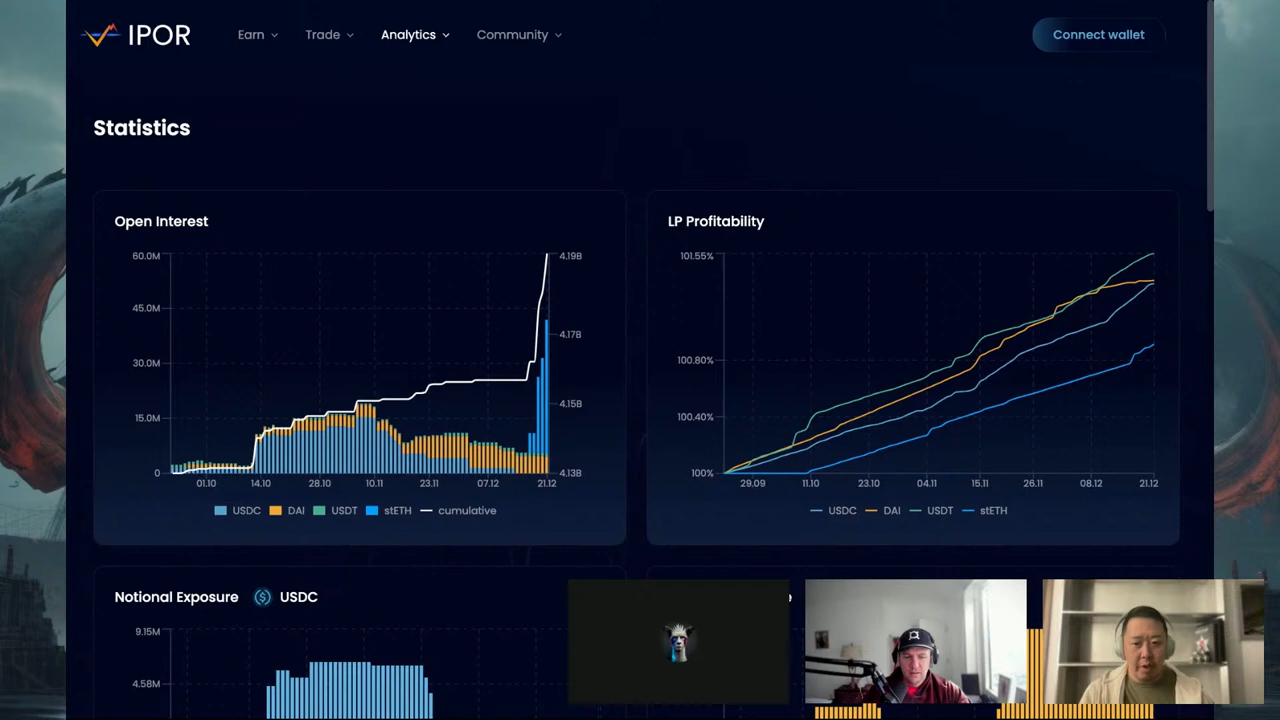 IPOR Earn Trade Analytics Community Connect wallet
Statistics
Open Interest
60.0M
45.0M
30.0M
15.0M
0
4.19B
4.17B
4.15B
4.13B
01.10 14.10 28.10 10.11 23.11 07.12 21.12
USDC DAI USDT stETH cumulative
LP Profitability
101.55%
100.80%
100.40%
100%
29.09 11.10 23.10 04.11 15.11 26.11 08.12 21.12
USDC DAI USDT stETH
Notional Exposure USDC
9.15M
4.58M